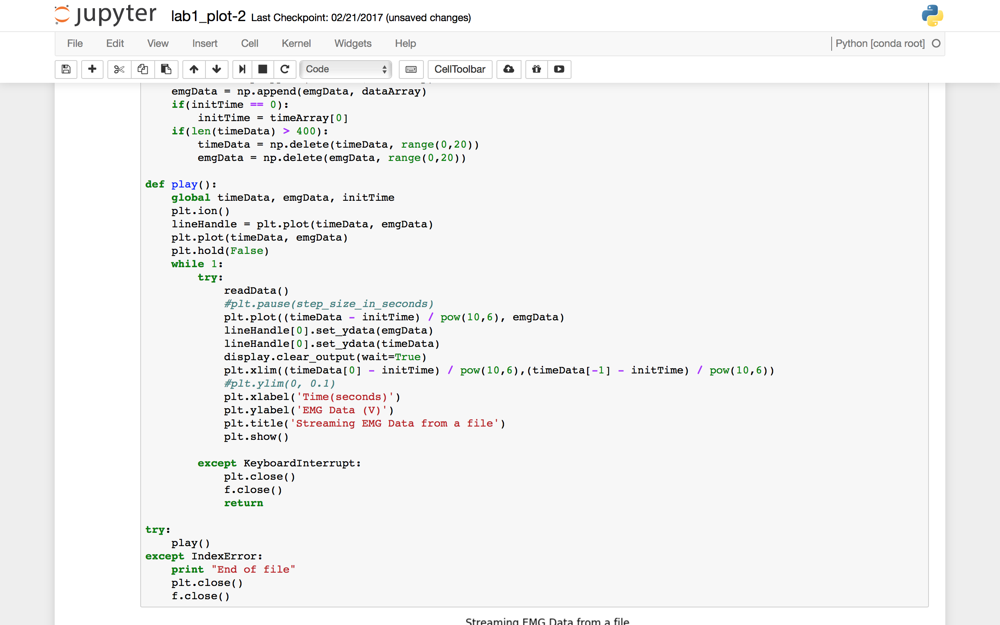 jupyter lab1_plot-2 Last Checkpoint: 02/21/2017 (unsaved changes)
File Edit View Insert Cell Kernel Widgets Help Python [conda root]
Code CellToolbar
    emgData = np.append(emgData, dataArray)
    if(initTime == 0):
        initTime = timeArray[0]
    if(len(timeData) > 400):
        timeData = np.delete(timeData, range(0,20))
        emgData = np.delete(emgData, range(0,20))

def play():
    global timeData, emgData, initTime
    plt.ion()
    lineHandle = plt.plot(timeData, emgData)
    plt.plot(timeData, emgData)
    plt.hold(False)
    while 1:
        try:
            readData()
            #plt.pause(step_size_in_seconds)
            plt.plot((timeData - initTime) / pow(10,6), emgData)
            lineHandle[0].set_ydata(emgData)
            lineHandle[0].set_ydata(timeData)
            display.clear_output(wait=True)
            plt.xlim((timeData[0] - initTime) / pow(10,6),(timeData[-1] - initTime) / pow(10,6))
            #plt.ylim(0, 0.1)
            plt.xlabel('Time(seconds)')
            plt.ylabel('EMG Data (V)')
            plt.title('Streaming EMG Data from a file')
            plt.show()

        except KeyboardInterrupt:
            plt.close()
            f.close()
            return

try:
    play()
except IndexError:
    print "End of file"
    plt.close()
    f.close()
Streaming EMG Data from a file